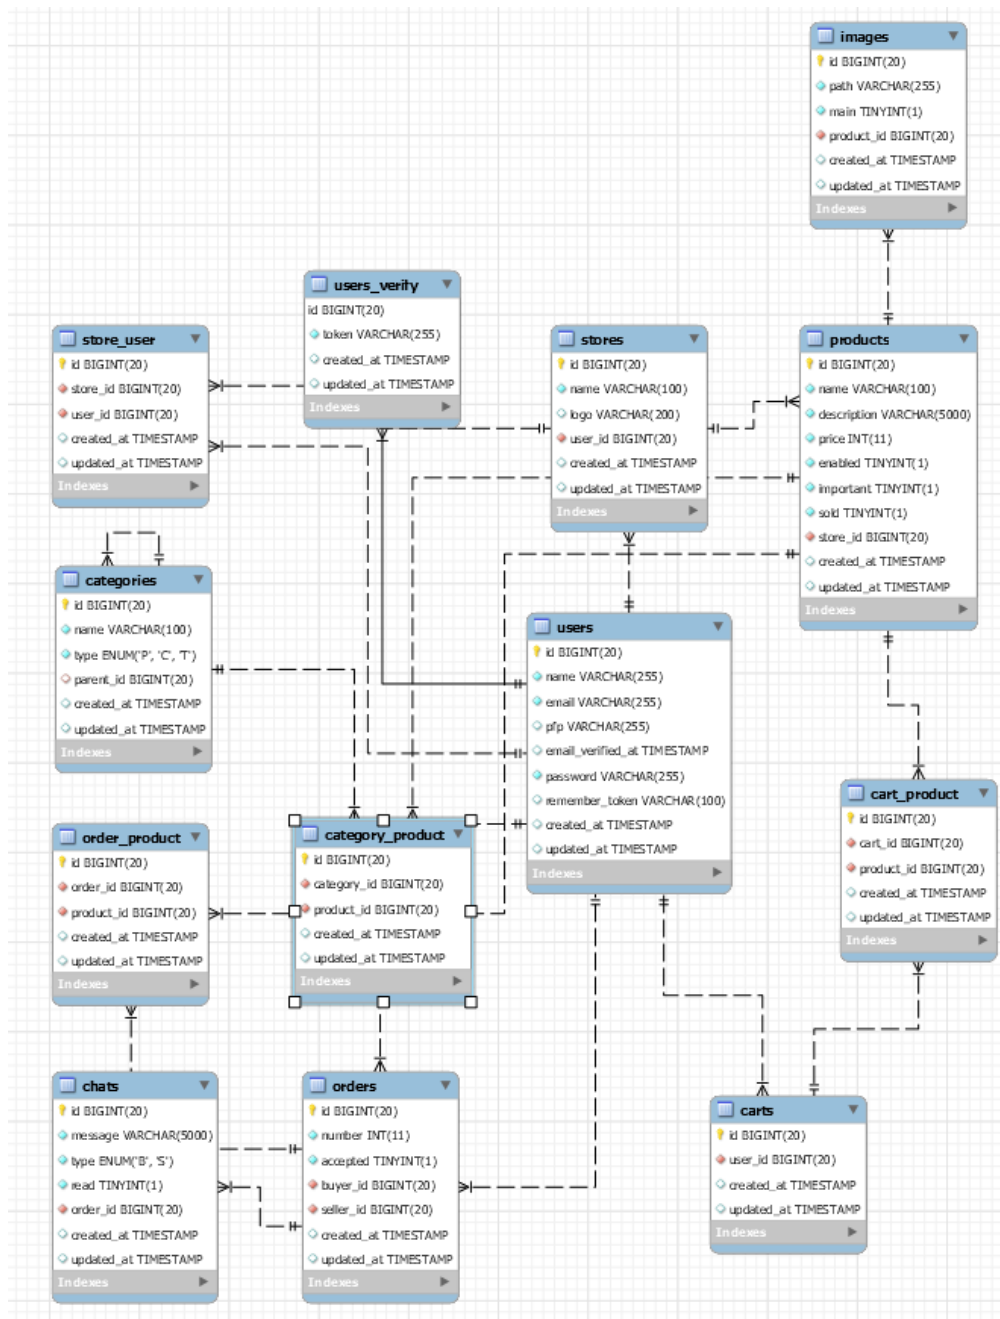 images
id BIGINT(20)
path VARCHAR(255)
main TINYINT(1)
product_id BIGINT(20)
created_at TIMESTAMP
updated_at TIMESTAMP
Indexes
users_verify
id BIGINT(20)
token VARCHAR(255)
created_at TIMESTAMP
updated_at TIMESTAMP
Indexes
store_user
id BIGINT(20)
store_id BIGINT(20)
user_id BIGINT(20)
created_at TIMESTAMP
updated_at TIMESTAMP
Indexes
stores
id BIGINT(20)
name VARCHAR(100)
logo VARCHAR(200)
user_id BIGINT(20)
created_at TIMESTAMP
updated_at TIMESTAMP
Indexes
products
id BIGINT(20)
name VARCHAR(100)
description VARCHAR(5000)
price INT(11)
enabled TINYINT(1)
important TINYINT(1)
sold TINYINT(1)
store_id BIGINT(20)
created_at TIMESTAMP
updated_at TIMESTAMP
Indexes
categories
id BIGINT(20)
name VARCHAR(100)
type ENUM('P', 'C', 'T')
parent_id BIGINT(20)
created_at TIMESTAMP
updated_at TIMESTAMP
Indexes
users
id BIGINT(20)
name VARCHAR(255)
email VARCHAR(255)
pfp VARCHAR(255)
email_verified_at TIMESTAMP
password VARCHAR(255)
remember_token VARCHAR(100)
created_at TIMESTAMP
updated_at TIMESTAMP
Indexes
cart_product
id BIGINT(20)
cart_id BIGINT(20)
product_id BIGINT(20)
created_at TIMESTAMP
updated_at TIMESTAMP
Indexes
order_product
id BIGINT(20)
order_id BIGINT(20)
product_id BIGINT(20)
created_at TIMESTAMP
updated_at TIMESTAMP
Indexes
category_product
id BIGINT(20)
category_id BIGINT(20)
product_id BIGINT(20)
created_at TIMESTAMP
updated_at TIMESTAMP
Indexes
chats
id BIGINT(20)
message VARCHAR(5000)
type ENUM('B', 'S')
read TINYINT(1)
order_id BIGINT(20)
created_at TIMESTAMP
updated_at TIMESTAMP
Indexes
orders
id BIGINT(20)
number INT(11)
accepted TINYINT(1)
buyer_id BIGINT(20)
seller_id BIGINT(20)
created_at TIMESTAMP
updated_at TIMESTAMP
Indexes
carts
id BIGINT(20)
user_id BIGINT(20)
created_at TIMESTAMP
updated_at TIMESTAMP
Indexes